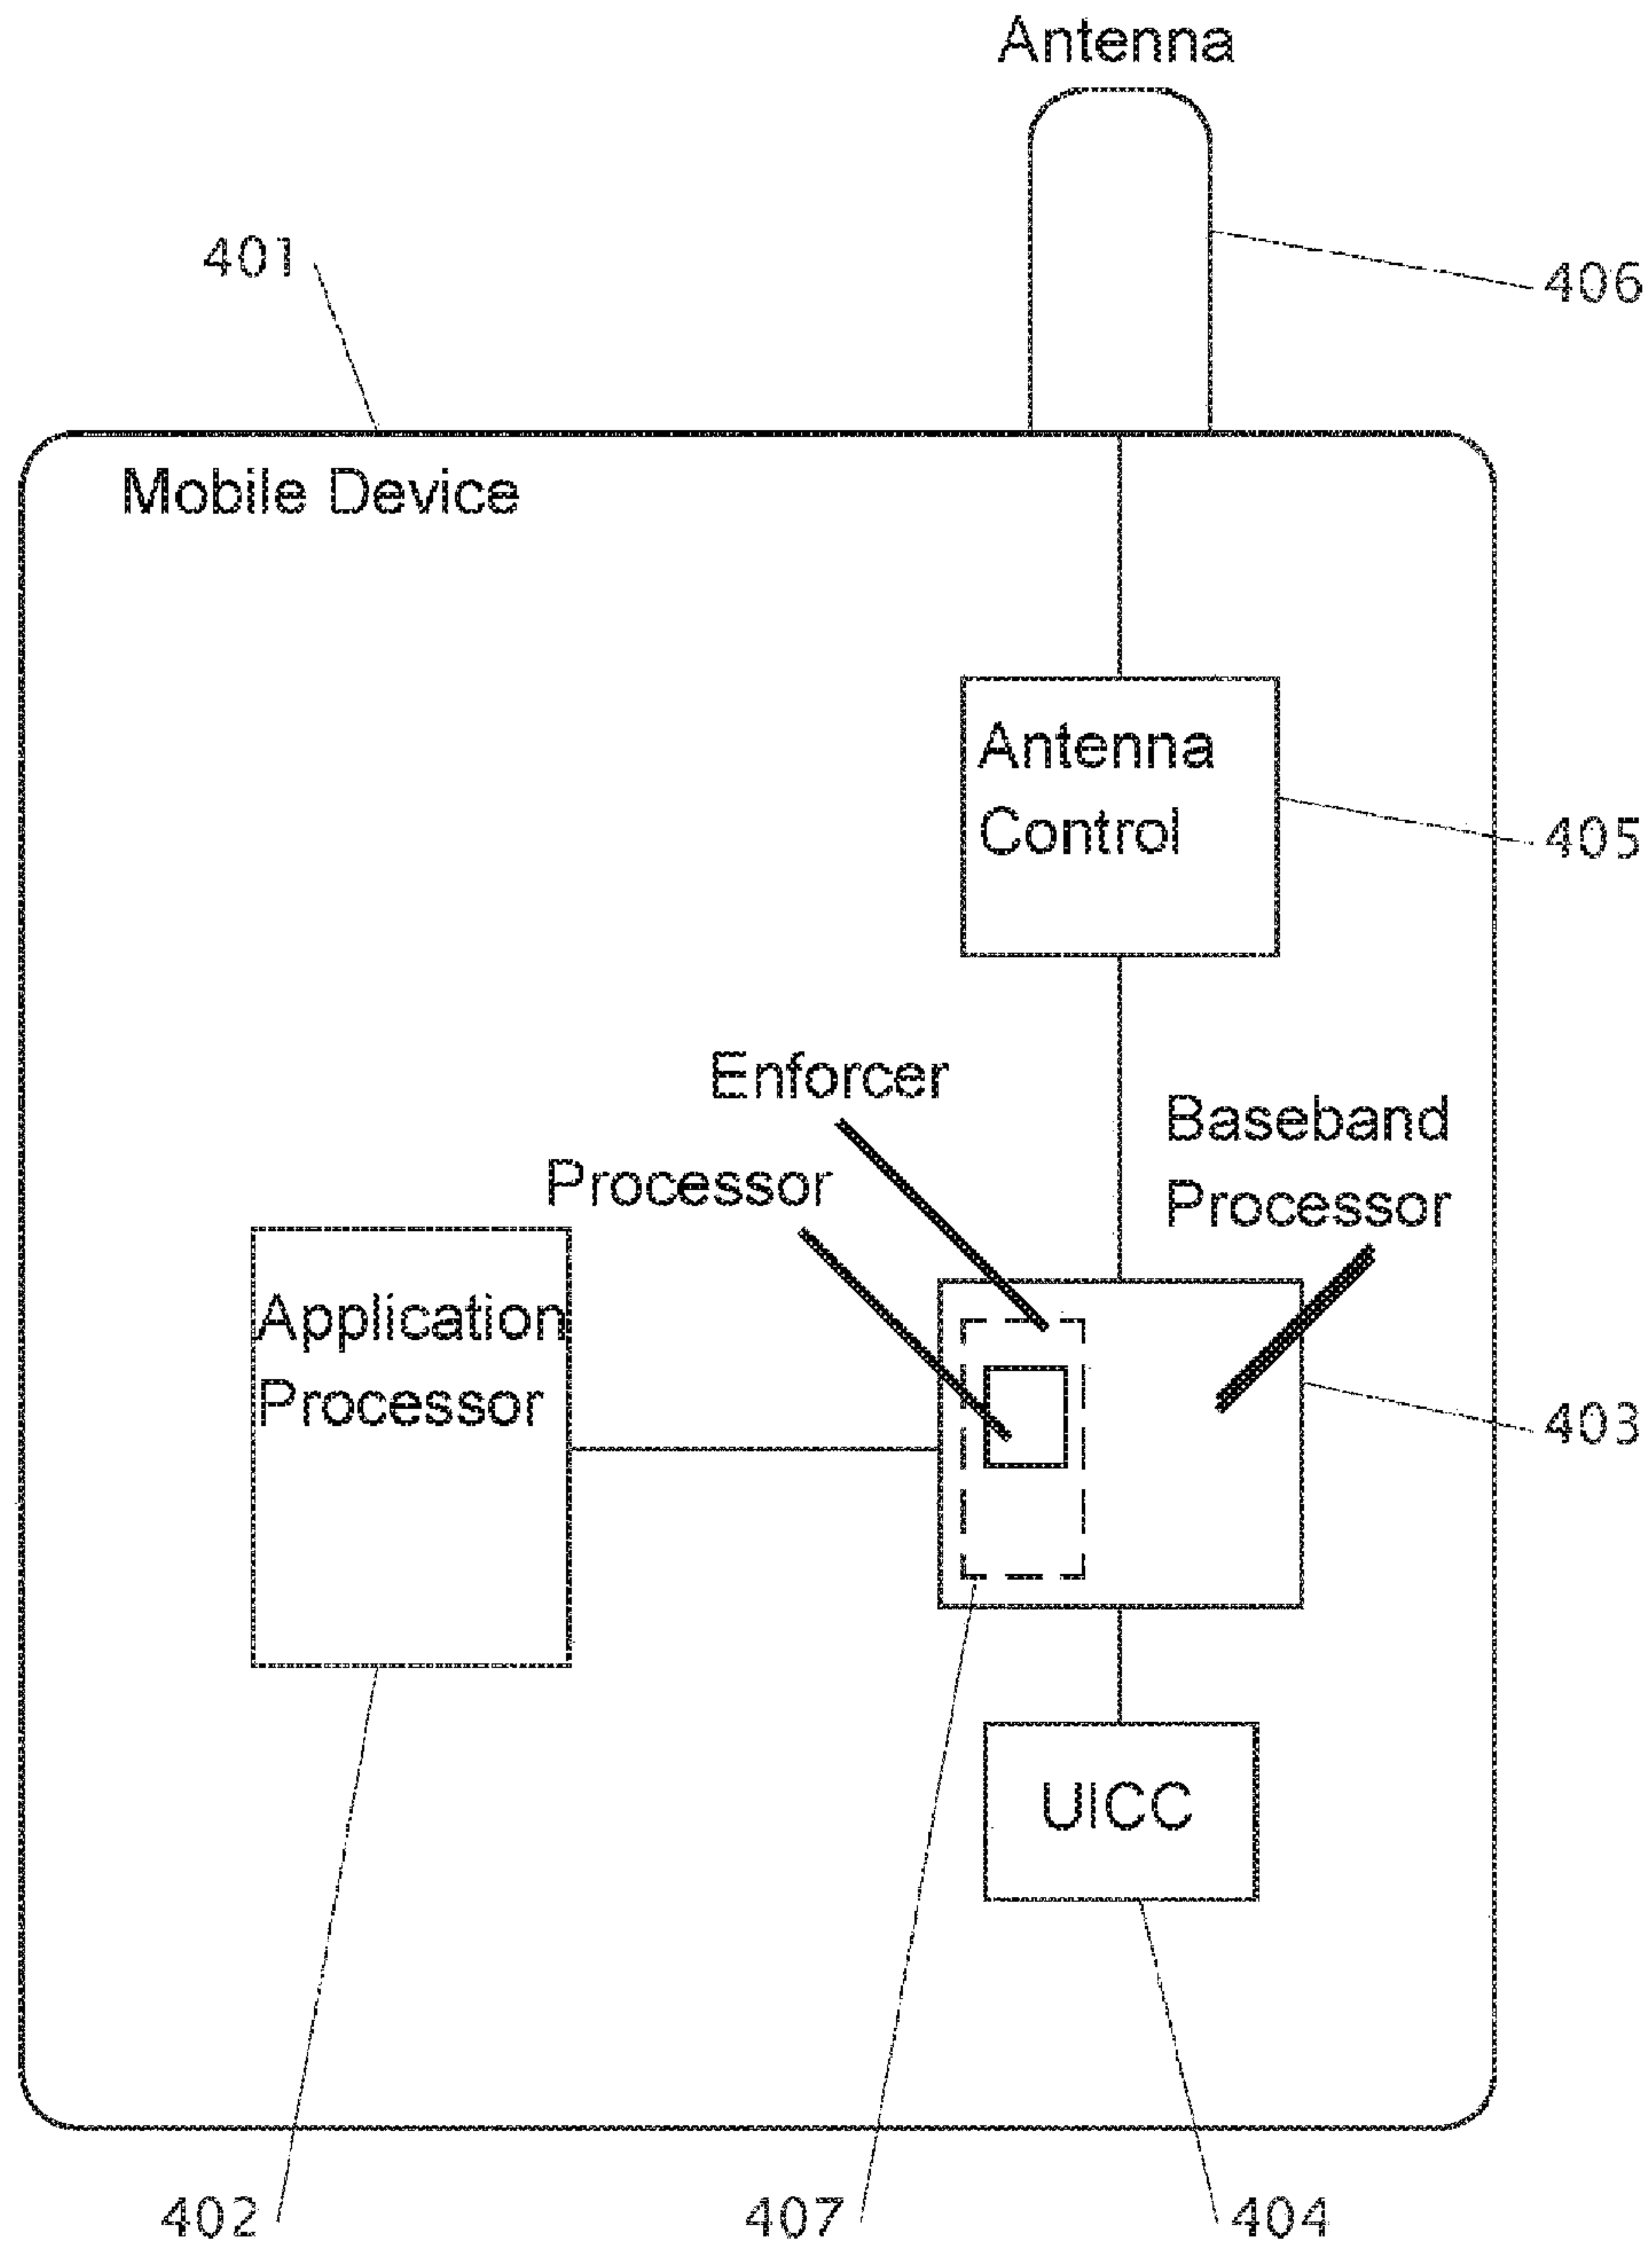 Antenna
401
406
Mobile Device
Antenna
Control
405
Enforcer
Baseband
Processor
Processor
Application
Processor
403
UICC
402
407
404